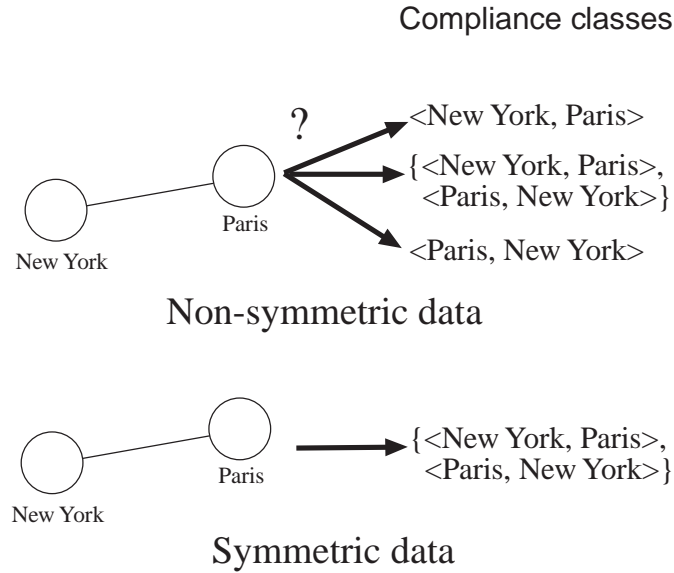 Compliance classes
?
<New York, Paris>
{<New York, Paris>,
<Paris, New York>}
<Paris, New York>
Paris
New York
Non-symmetric data
{<New York, Paris>,
<Paris, New York>}
Paris
New York
Symmetric data